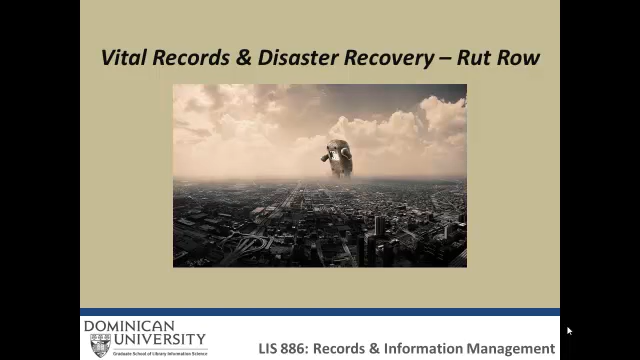 Vital Records & Disaster Recovery – Rut Row
DOMINICAN
UNIVERSITY
Graduate School of Library Information Science
LIS 886: Records & Information Management